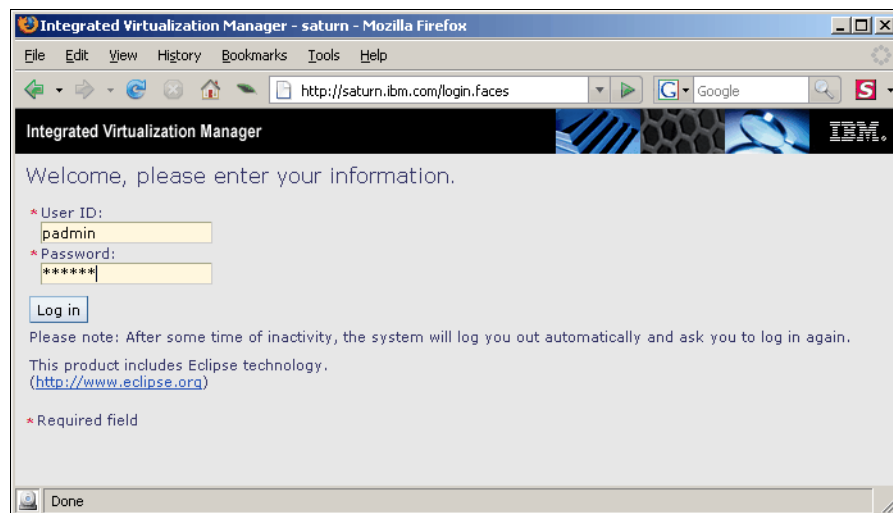 Integrated Virtualization Manager - saturn - Mozilla Firefox
File Edit View History Bookmarks Tools Help
http://saturn.ibm.com/login.faces
G Google
S
Integrated Virtualization Manager
IBM.
Welcome, please enter your information.
*User ID:
padmin
*Password:
******
Log in
Please note: After some time of inactivity, the system will log you out automatically and ask you to log in again.
This product includes Eclipse technology.
(http://www.eclipse.org)
*Required field
Done